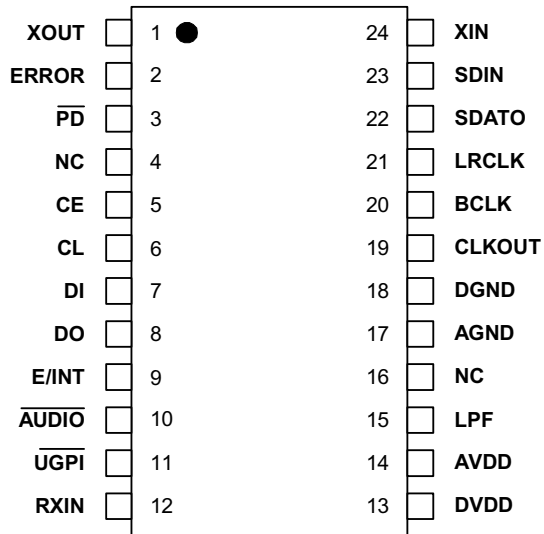 XOUT 1 24 XIN
ERROR 2 23 SDIN
PD 3 22 SDATO
NC 4 21 LRCLK
CE 5 20 BCLK
CL 6 19 CLKOUT
DI 7 18 DGND
DO 8 17 AGND
E/INT 9 16 NC
AUDIO 10 15 LPF
UGPI 11 14 AVDD
RXIN 12 13 DVDD